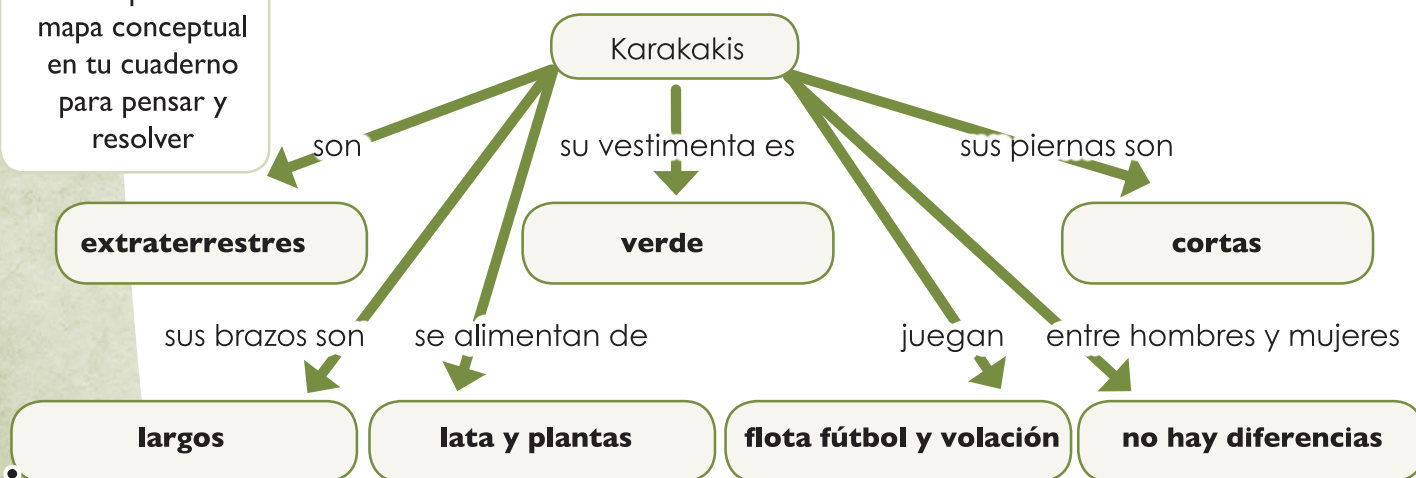 mapa conceptual
en tu cuaderno
para pensar y
resolver
Karakakis
son
su vestimenta es
sus piernas son
extraterrestres
verde
cortas
sus brazos son
se alimentan de
juegan
entre hombres y mujeres
largos
lata y plantas
flota fútbol y volación
no hay diferencias